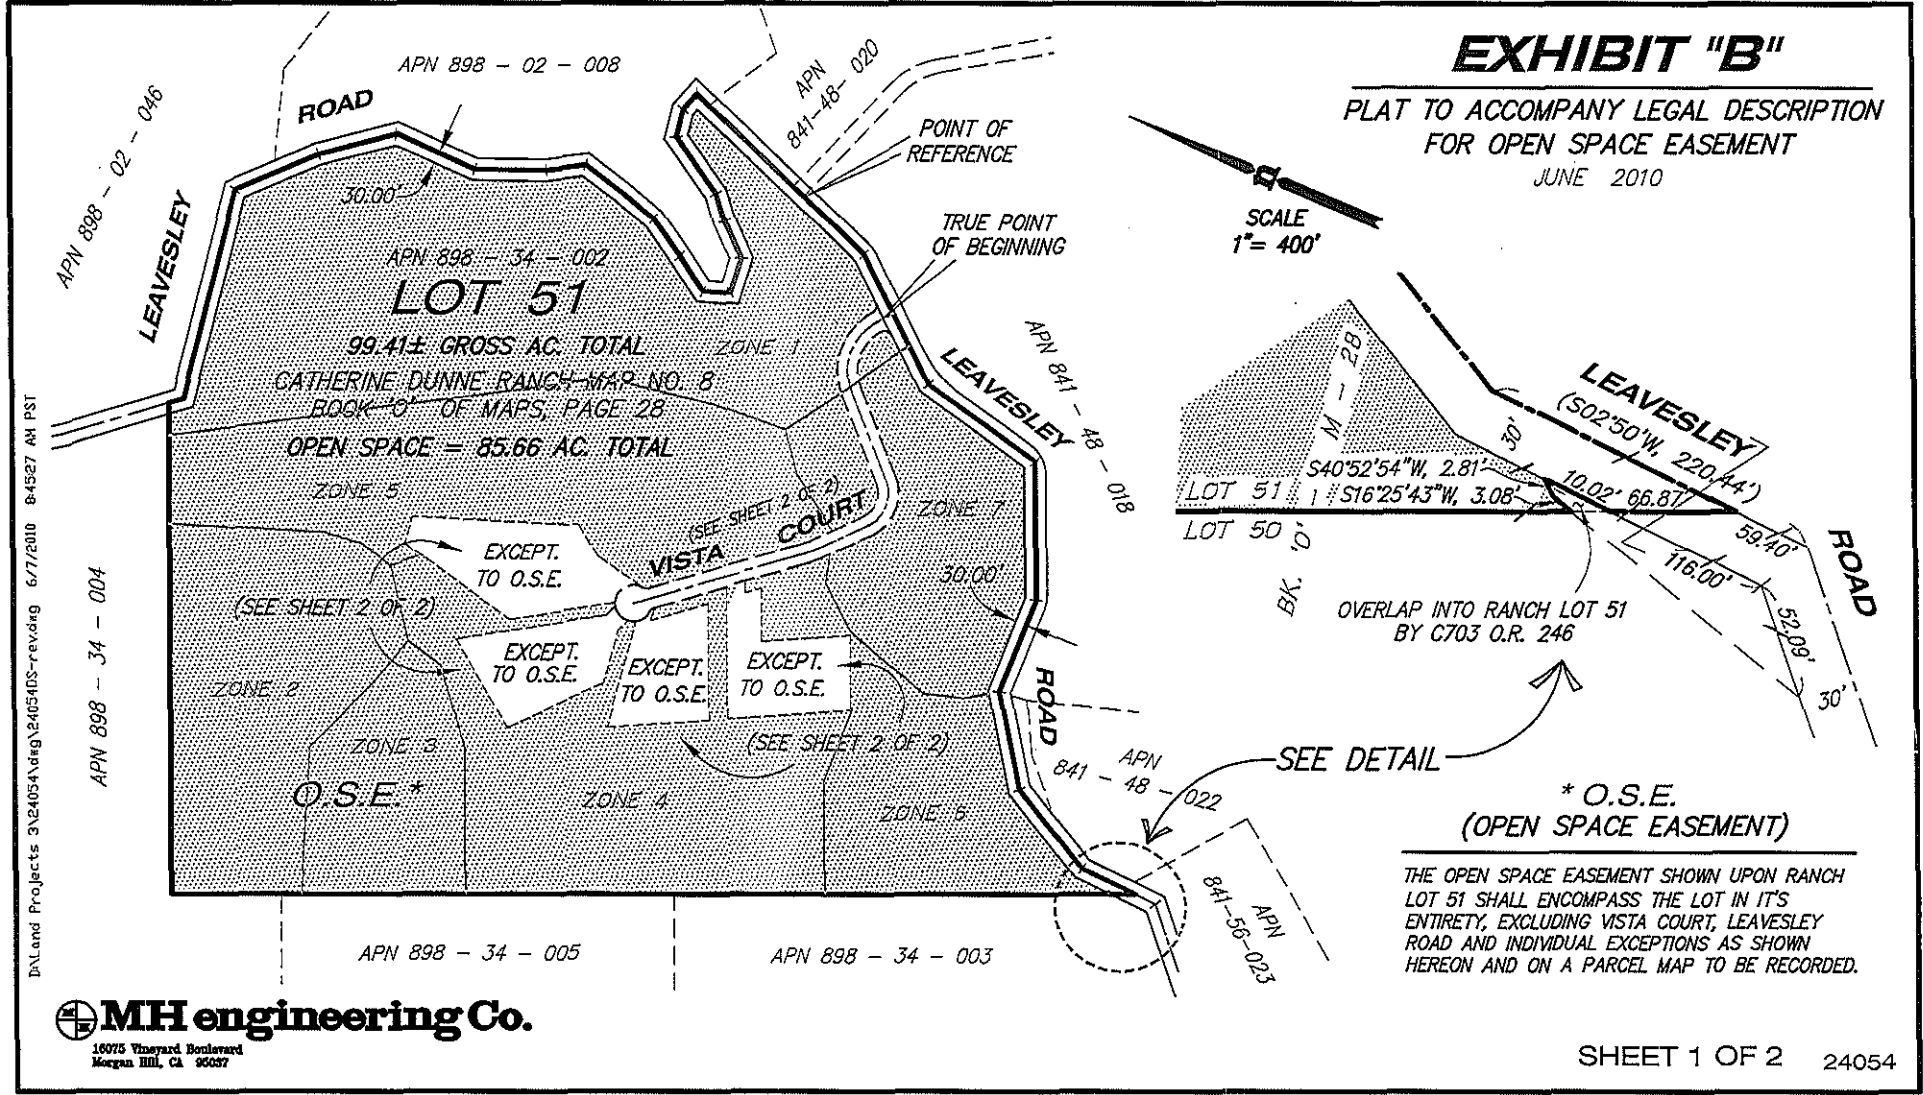 EXHIBIT "B"
PLAT TO ACCOMPANY LEGAL DESCRIPTION
FOR OPEN SPACE EASEMENT
JUNE 2010
SCALE
1"= 400'
APN 898 - 02 - 046
APN 898 - 02 - 008
APN
841-48-020
ROAD
LEAVESLEY
30.00'
POINT OF
REFERENCE
TRUE POINT
OF BEGINNING
APN 898 - 34 - 002
LOT 51
99.41± GROSS AC. TOTAL
CATHERINE DUNNE RANCH MAP NO. 8
BOOK 'O' OF MAPS, PAGE 28
OPEN SPACE = 85.66 AC. TOTAL
ZONE 1
ZONE 5
LEAVESLEY
APN 841 - 48 - 018
(SEE SHEET 2 OF 2)
VISTA COURT
ZONE 7
30.00'
EXCEPT.
TO O.S.E.
(SEE SHEET 2 OF 2)
EXCEPT.
TO O.S.E.
EXCEPT.
TO O.S.E.
EXCEPT.
TO O.S.E.
(SEE SHEET 2 OF 2)
ZONE 2
ZONE 3
O.S.E.*
ZONE 4
ROAD
APN
841 - 48 - 022
APN 898 - 34 - 004
APN 898 - 34 - 005
APN 898 - 34 - 003
APN
841-56-023
M - 28
LEAVESLEY
(S02°50'W, 220.44')
30'
S40°52'54"W, 2.81'
S16°25'43"W, 3.08'
10.02'
66.87'
LOT 51
LOT 50
BK. 'O'
59.40'
116.00'
52.09'
30'
ROAD
OVERLAP INTO RANCH LOT 51
BY C703 O.R. 246
SEE DETAIL
* O.S.E.
(OPEN SPACE EASEMENT)
THE OPEN SPACE EASEMENT SHOWN UPON RANCH
LOT 51 SHALL ENCOMPASS THE LOT IN IT'S
ENTIRETY, EXCLUDING VISTA COURT, LEAVESLEY
ROAD AND INDIVIDUAL EXCEPTIONS AS SHOWN
HEREON AND ON A PARCEL MAP TO BE RECORDED.
MH engineering Co.
16075 Vineyard Boulevard
Morgan Hill, CA 95037
SHEET 1 OF 2 24054
D:\Land Projects 3\24054\dwg\24054OS-rev.dwg 6/7/2010 8:45:27 AM PST